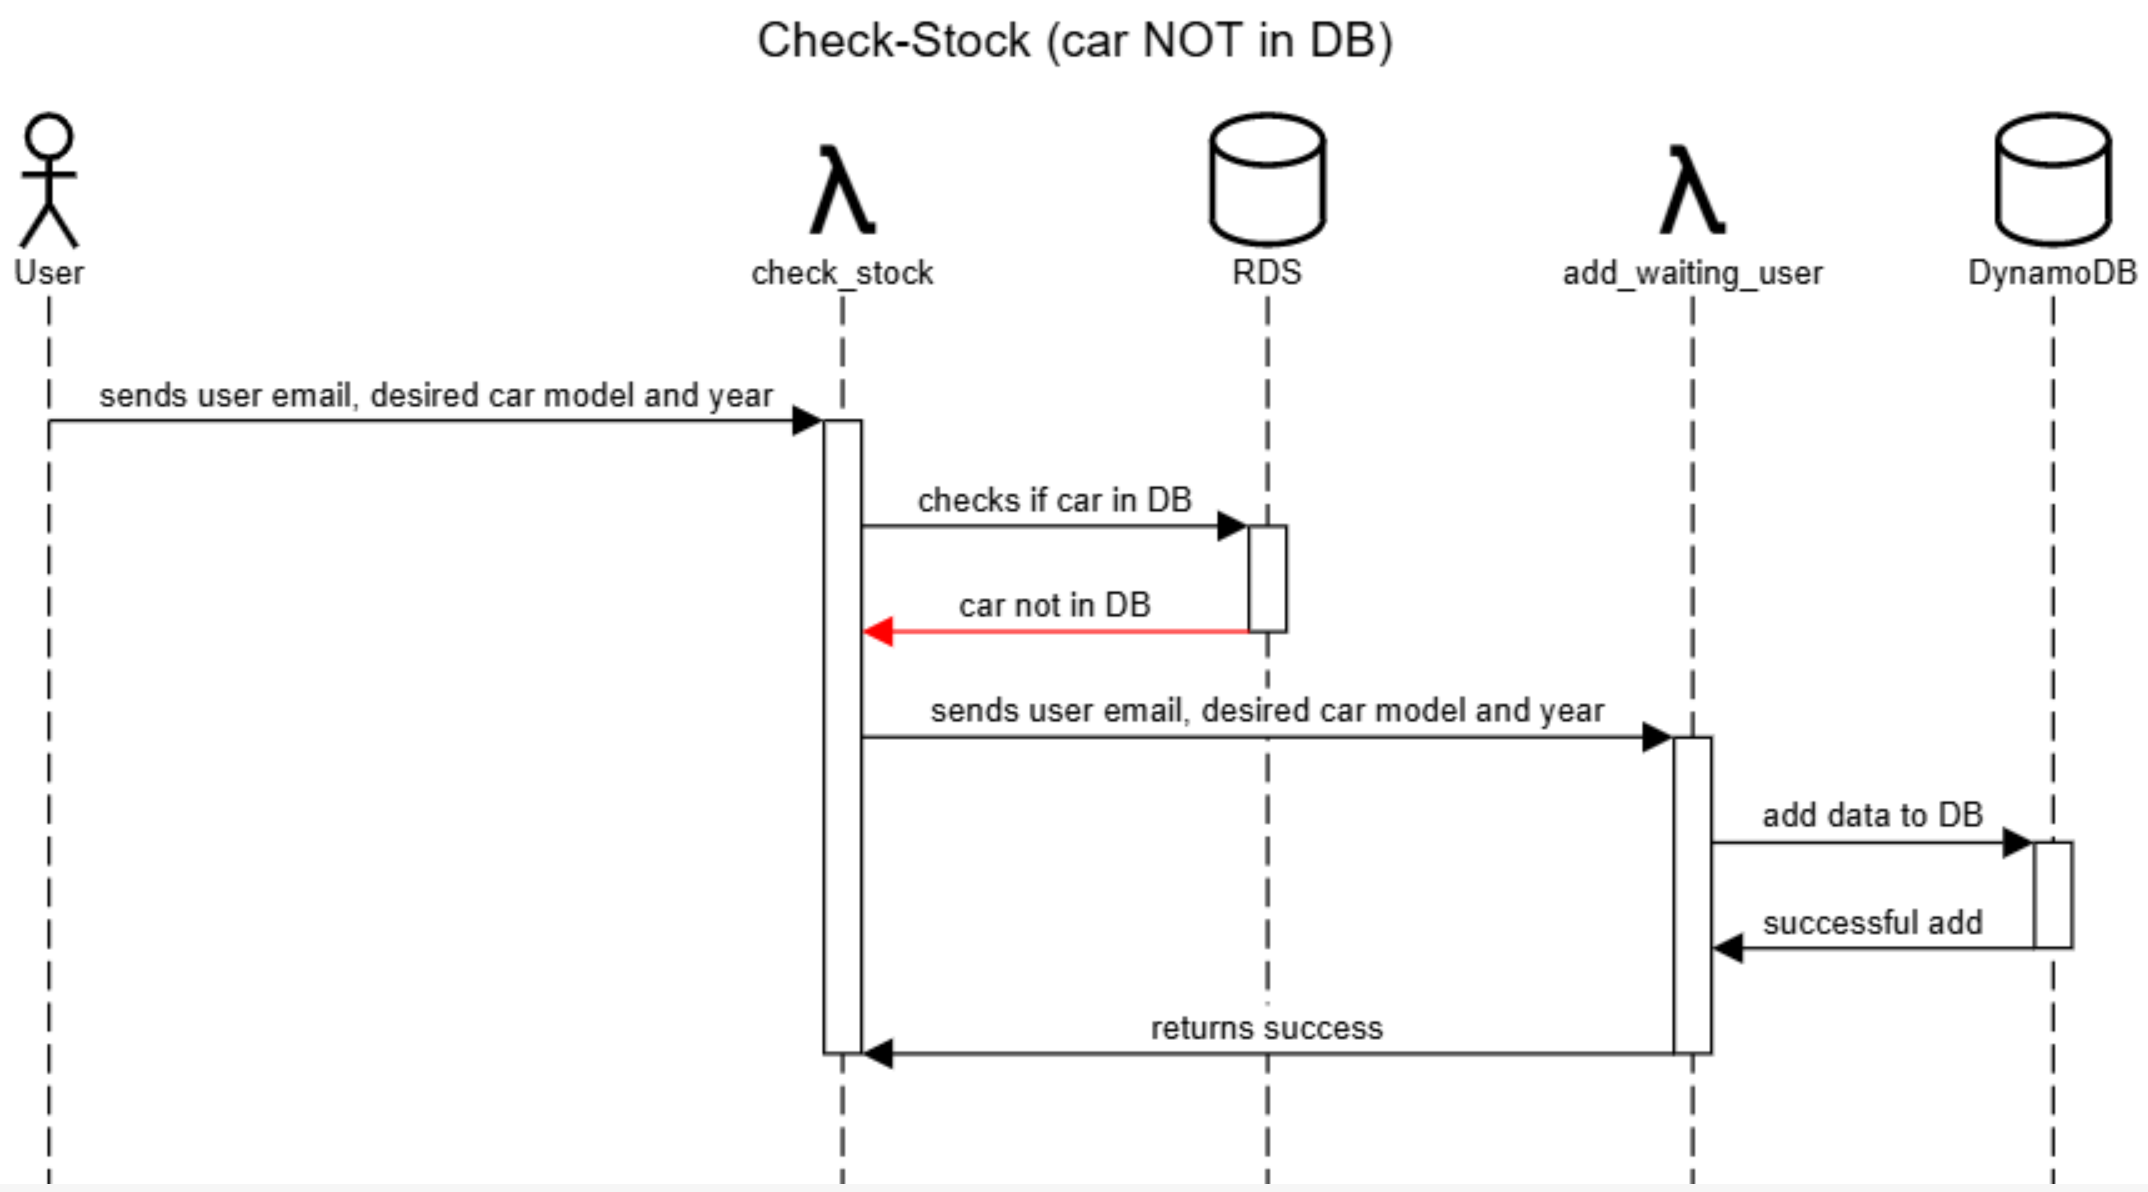 Check-Stock (car NOT in DB)
λ
λ
User
check_stock
RDS
add_waiting_user
DynamoDB
sends user email, desired car model and year
checks if car in DB
car not in DB
sends user email, desired car model and year
add data to DB
successful add
returns success